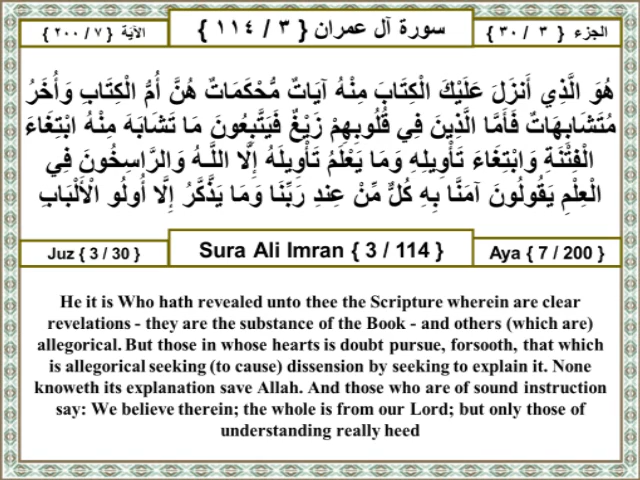 الجزء { ٣ / ٣٠ }
سورة آل عمران { ٣ / ١١٤ }
الآيَة { ٧ / ٢٠٠ }
هُوَ الَّذِي أَنزَلَ عَلَيْكَ الْكِتَابَ مِنْهُ آيَاتٌ مُّحْكَمَاتٌ هُنَّ أُمُّ الْكِتَابِ وَأُخَرُ
مُتَشَابِهَاتٌ فَأَمَّا الَّذِينَ فِي قُلُوبِهِمْ زَيْغٌ فَيَتَّبِعُونَ مَا تَشَابَهَ مِنْهُ ابْتِغَاءَ
الْفِتْنَةِ وَابْتِغَاءَ تَأْوِيلِهِ وَمَا يَعْلَمُ تَأْوِيلَهُ إِلَّا اللَّـهُ وَالرَّاسِخُونَ فِي
الْعِلْمِ يَقُولُونَ آمَنَّا بِهِ كُلٌّ مِّنْ عِندِ رَبِّنَا وَمَا يَذَّكَّرُ إِلَّا أُولُو الْأَلْبَابِ
Juz { 3 / 30 }
Sura Ali Imran { 3 / 114 }
Aya { 7 / 200 }
He it is Who hath revealed unto thee the Scripture wherein are clear
revelations - they are the substance of the Book - and others (which are)
allegorical. But those in whose hearts is doubt pursue, forsooth, that which
is allegorical seeking (to cause) dissension by seeking to explain it. None
knoweth its explanation save Allah. And those who are of sound instruction
say: We believe therein; the whole is from our Lord; but only those of
understanding really heed